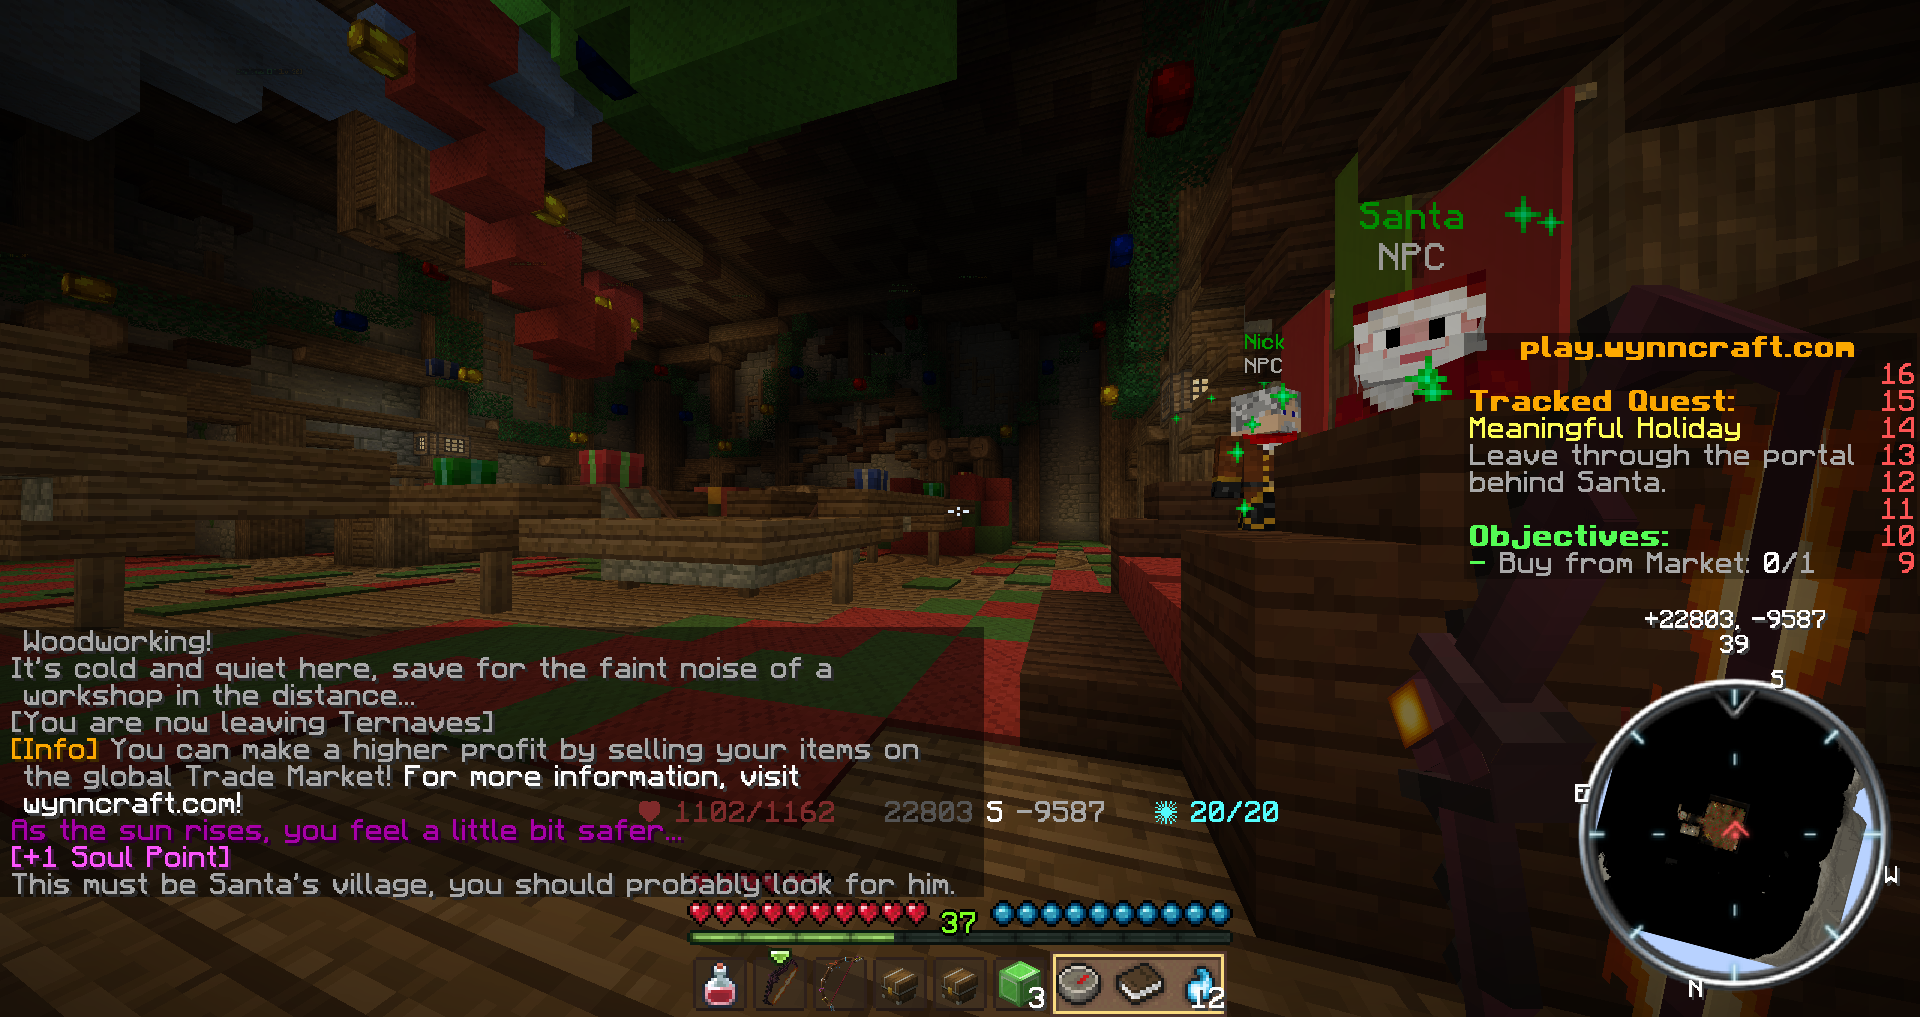 Santa
NPC
Nick
NPC
play.wynncraft.com
16
Tracked Quest:
15
Meaningful Holiday
14
Leave through the portal
13
behind Santa.
12
11
Objectives:
10
- Buy from Market: 0/1
9
+22803, -9587
39
S
E
W
N
Woodworking!
It's cold and quiet here, save for the faint noise of a
workshop in the distance...
[You are now leaving Ternaves]
[Info] You can make a higher profit by selling your items on
the global Trade Market! For more information, visit
wynncraft.com!
1102/1162 22803 S -9587 20/20
As the sun rises, you feel a little bit safer...
[+1 Soul Point]
This must be Santa's village, you should probably look for him.
37
3
12